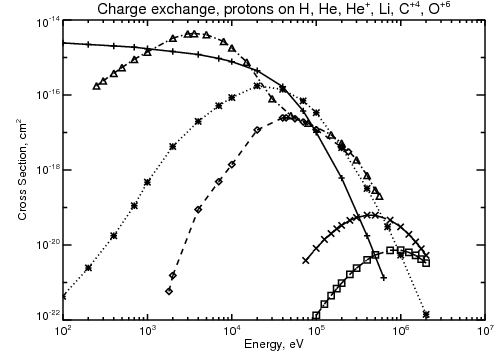 Charge exchange, protons on H, He, He⁺, Li, C⁺⁴, O⁺⁶
10⁻¹⁴
10⁻¹⁶
10⁻¹⁸
10⁻²⁰
10⁻²²
Cross Section, cm²
10² 10³ 10⁴ 10⁵ 10⁶ 10⁷
Energy, eV